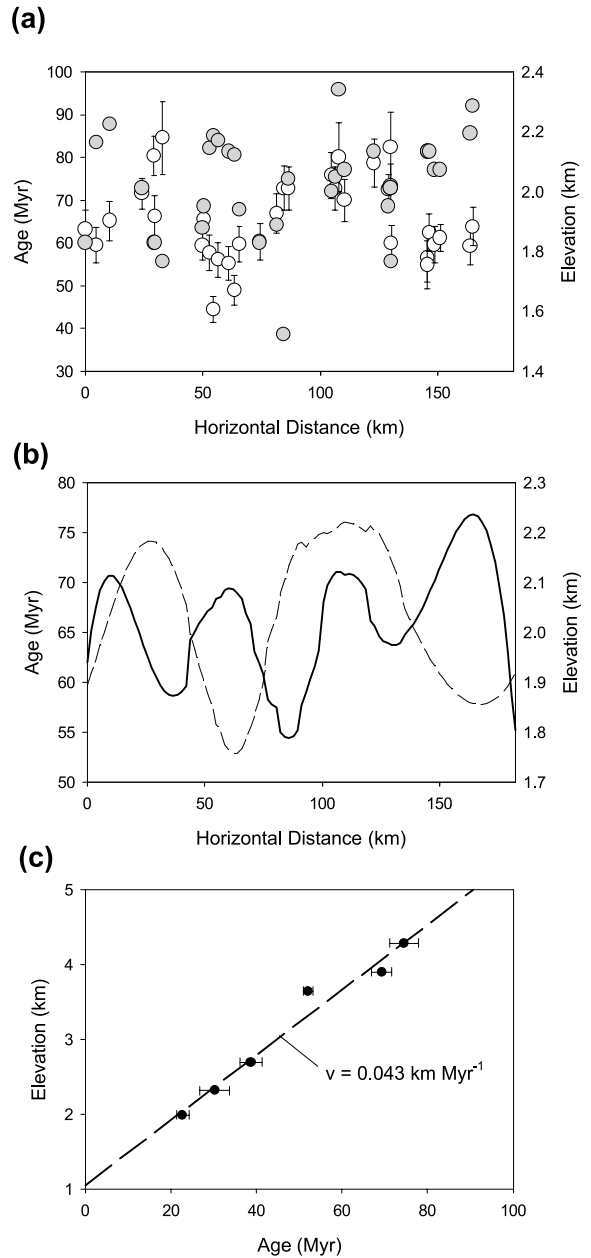 (a)
100
90
80
70
60
50
40
30
Age (Myr)
2.4
2.2
2.0
1.8
1.6
1.4
Elevation (km)
0 50 100 150
Horizontal Distance (km)
(b)
80
75
70
65
60
55
50
Age (Myr)
2.3
2.2
2.1
2.0
1.9
1.8
1.7
Elevation (km)
0 50 100 150
Horizontal Distance (km)
(c)
5
4
3
2
1
Elevation (km)
v = 0.043 km Myr⁻¹
0 20 40 60 80 100
Age (Myr)